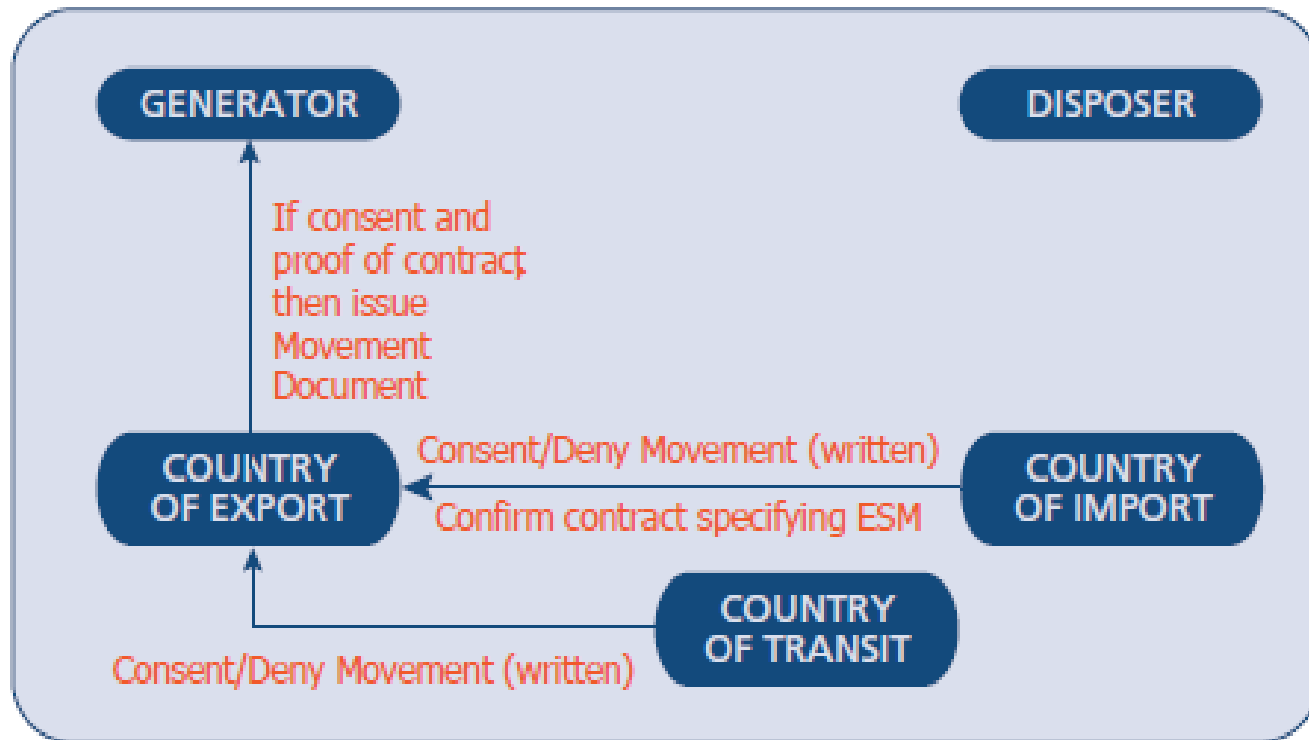 GENERATOR
DISPOSER
If consent and
proof of contract,
then issue
Movement
Document
COUNTRY
OF EXPORT
Consent/Deny Movement (written)
Confirm contract specifying ESM
COUNTRY
OF IMPORT
COUNTRY
OF TRANSIT
Consent/Deny Movement (written)